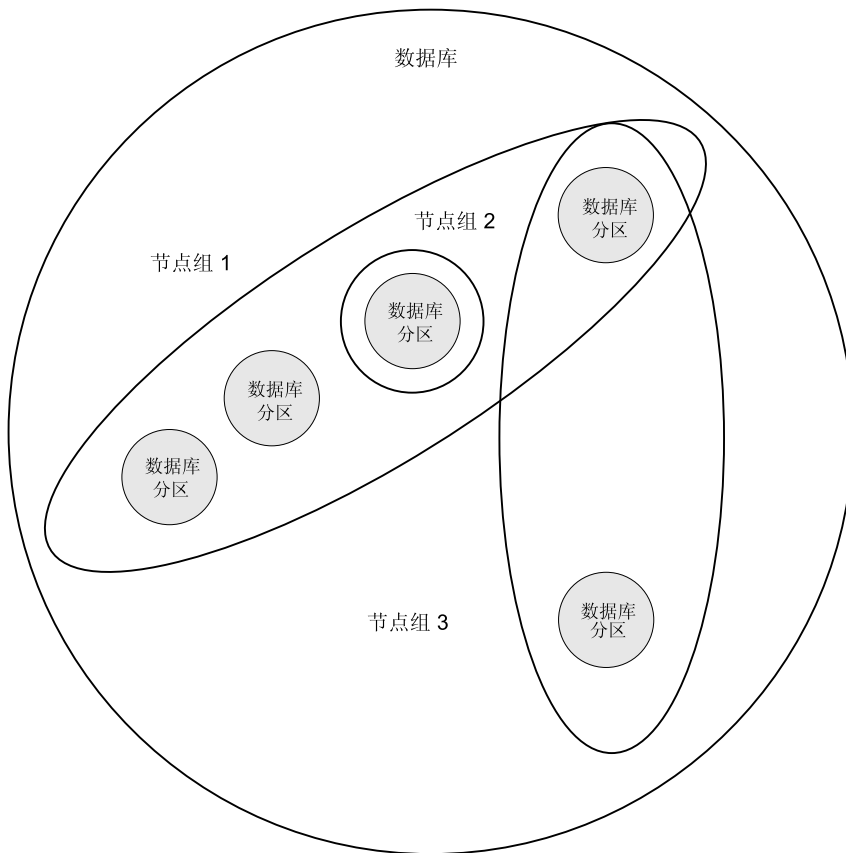 数据库
数据库
分区
节点组 2
节点组 1
数据库
分区
数据库
分区
数据库
分区
节点组 3
数据库
分区